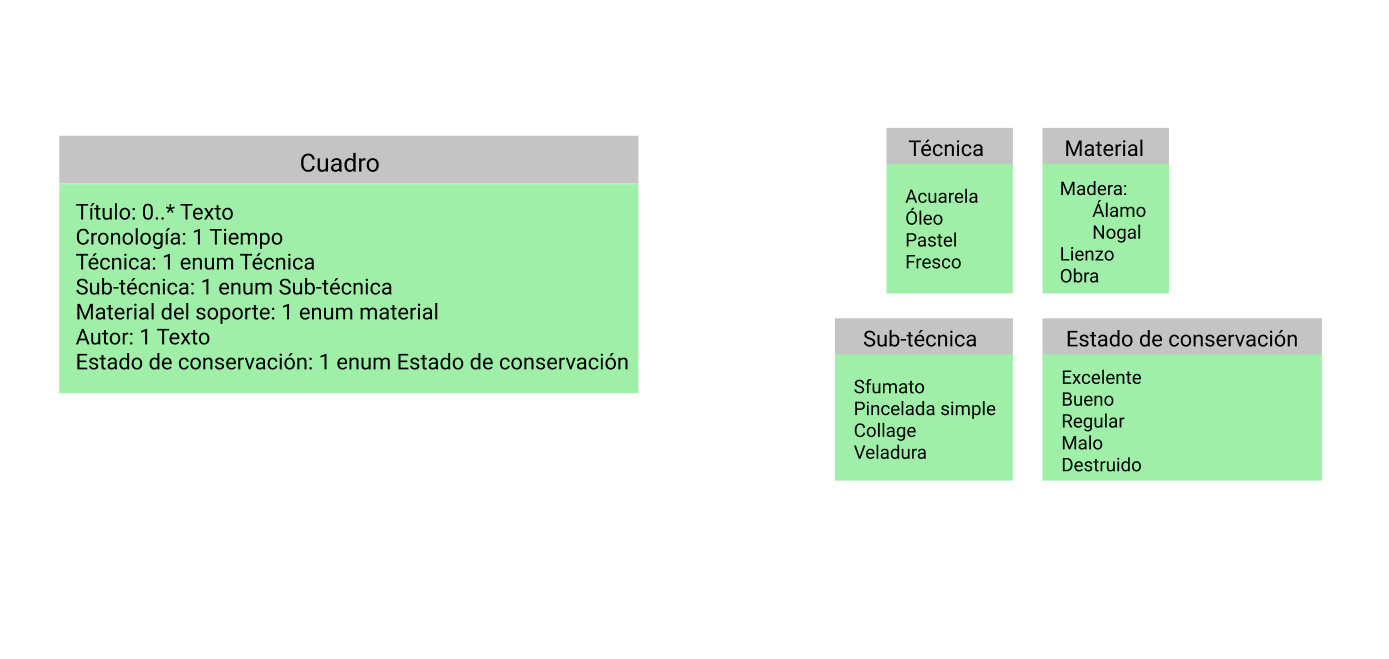 Cuadro
Título: 0..* Texto
Cronología: 1 Tiempo
Técnica: 1 enum Técnica
Sub-técnica: 1 enum Sub-técnica
Material del soporte: 1 enum material
Autor: 1 Texto
Estado de conservación: 1 enum Estado de conservación
Técnica
Acuarela
Óleo
Pastel
Fresco
Material
Madera:
Álamo
Nogal
Lienzo
Obra
Sub-técnica
Sfumato
Pincelada simple
Collage
Veladura
Estado de conservación
Excelente
Bueno
Regular
Malo
Destruido